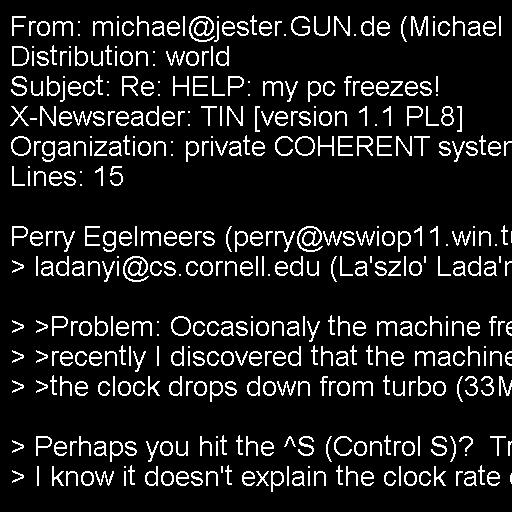 From: michael@jester.GUN.de (Michael
Distribution: world
Subject: Re: HELP: my pc freezes!
X-Newsreader: TIN [version 1.1 PL8]
Organization: private COHERENT system
Lines: 15
Perry Egelmeers (perry@wswiop11.win.tu
> ladanyi@cs.cornell.edu (La'szlo' Lada'n
> >Problem: Occasionaly the machine fre
> >recently I discovered that the machine
> >the clock drops down from turbo (33M
> Perhaps you hit the ^S (Control S)?  Tr
> I know it doesn't explain the clock rate